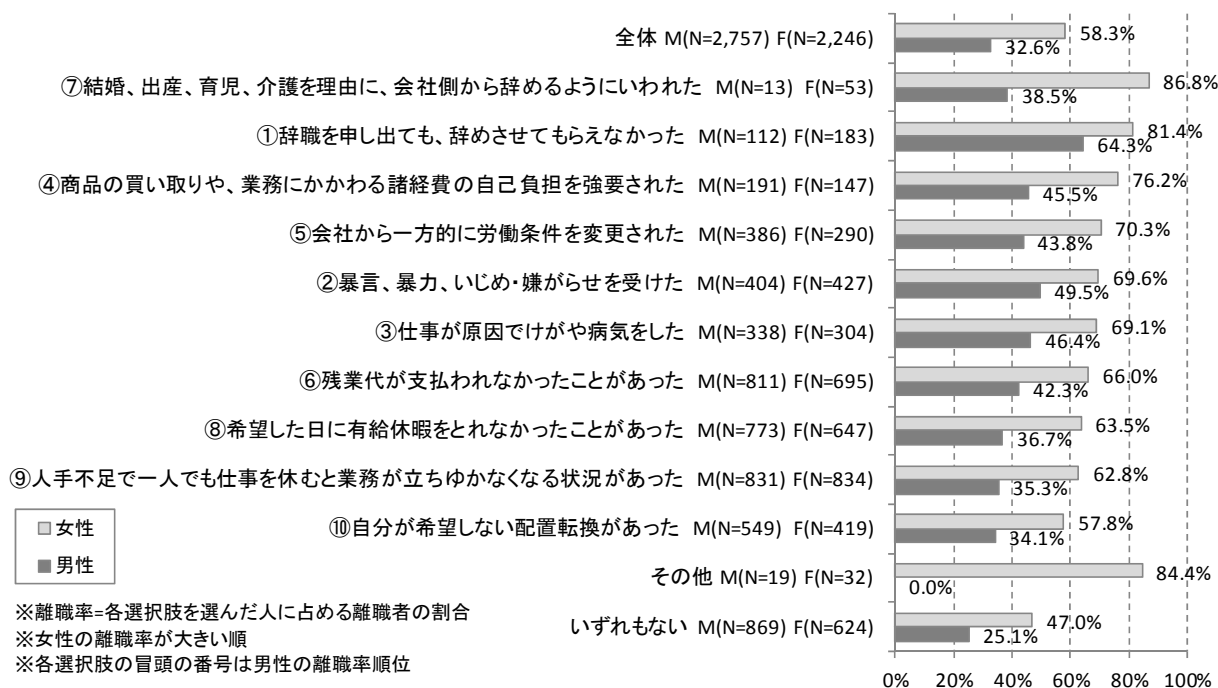 全体 M(N=2,757) F(N=2,246) 58.3%
32.6%
⑦結婚、出産、育児、介護を理由に、会社側から辞めるようにいわれた M(N=13) F(N=53) 86.8%
38.5%
①辞職を申し出ても、辞めさせてもらえなかった M(N=112) F(N=183) 81.4%
64.3%
④商品の買い取りや、業務にかかわる諸経費の自己負担を強要された M(N=191) F(N=147) 76.2%
45.5%
⑤会社から一方的に労働条件を変更された M(N=386) F(N=290) 70.3%
43.8%
②暴言、暴力、いじめ・嫌がらせを受けた M(N=404) F(N=427) 69.6%
49.5%
③仕事が原因でけがや病気をした M(N=338) F(N=304) 69.1%
46.4%
⑥残業代が支払われなかったことがあった M(N=811) F(N=695) 66.0%
42.3%
⑧希望した日に有給休暇をとれなかったことがあった M(N=773) F(N=647) 63.5%
36.7%
⑨人手不足で一人でも仕事を休むと業務が立ちゆかなくなる状況があった M(N=831) F(N=834) 62.8%
35.3%
⑩自分が希望しない配置転換があった M(N=549) F(N=419) 57.8%
34.1%
その他 M(N=19) F(N=32) 84.4%
0.0%
いずれもない M(N=869) F(N=624) 47.0%
25.1%
0% 20% 40% 60% 80% 100%
女性
男性
※離職率=各選択肢を選んだ人に占める離職者の割合
※女性の離職率が大きい順
※各選択肢の冒頭の番号は男性の離職率順位